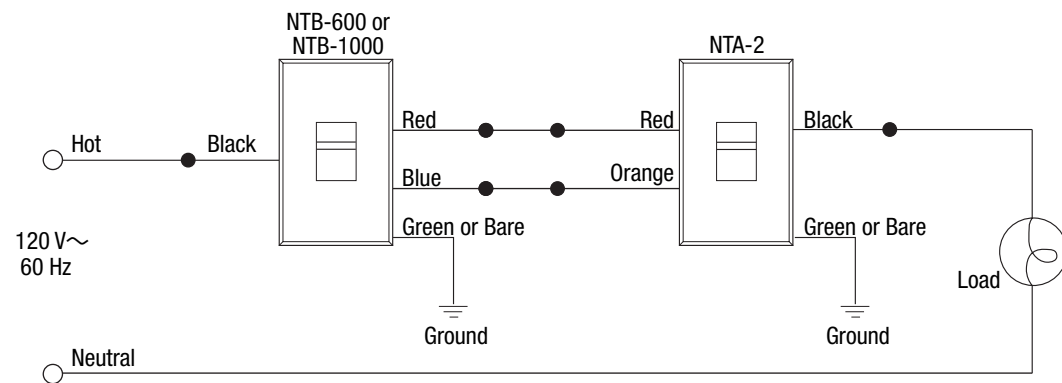 NTB-600 or
NTB-1000
NTA-2
Hot
Black
Red
Red
Black
Blue
Orange
Green or Bare
Green or Bare
120 V~
60 Hz
Load
Ground
Ground
Neutral